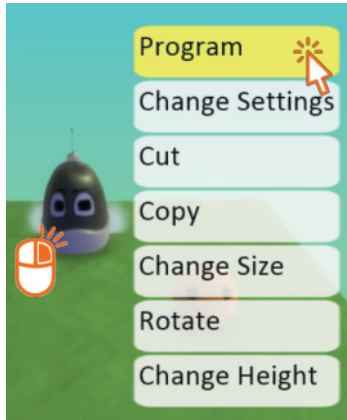 Program
Change Settings
Cut
Copy
Change Size
Rotate
Change Height